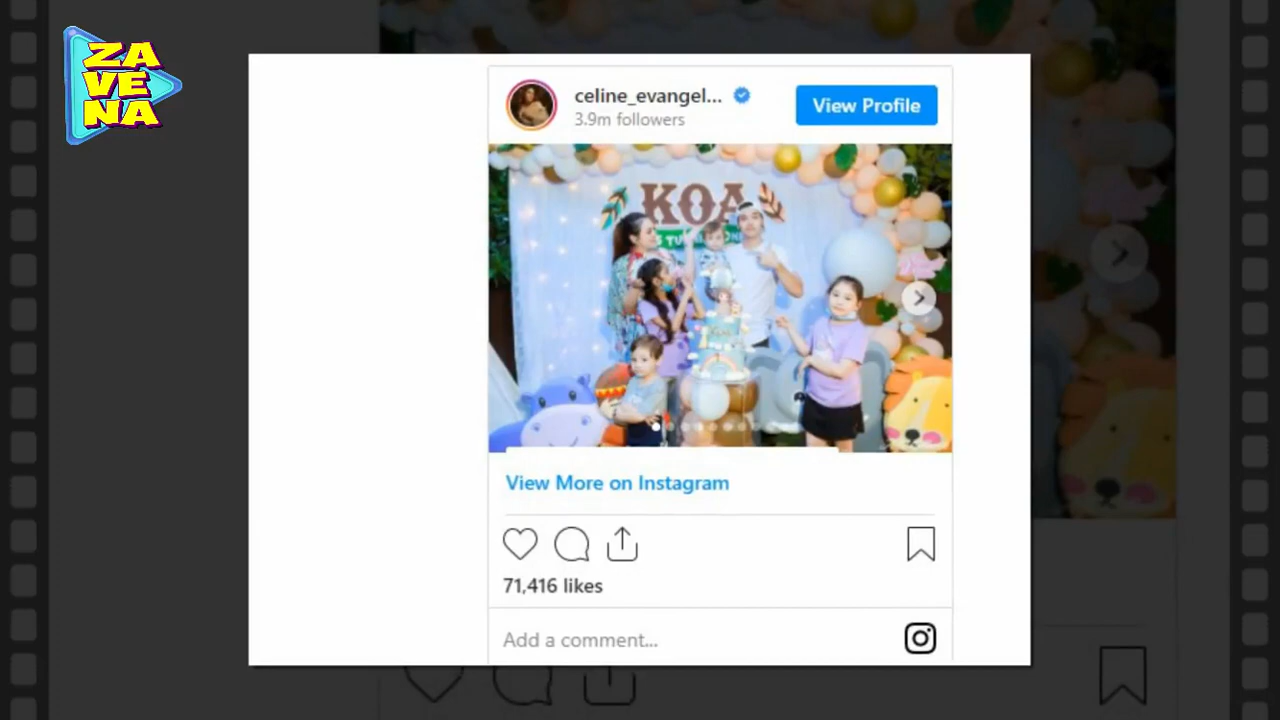 ZA
VE
NA
celine_evangel...
3.9m followers
View Profile
KOA
View More on Instagram
71,416 likes
Add a comment...